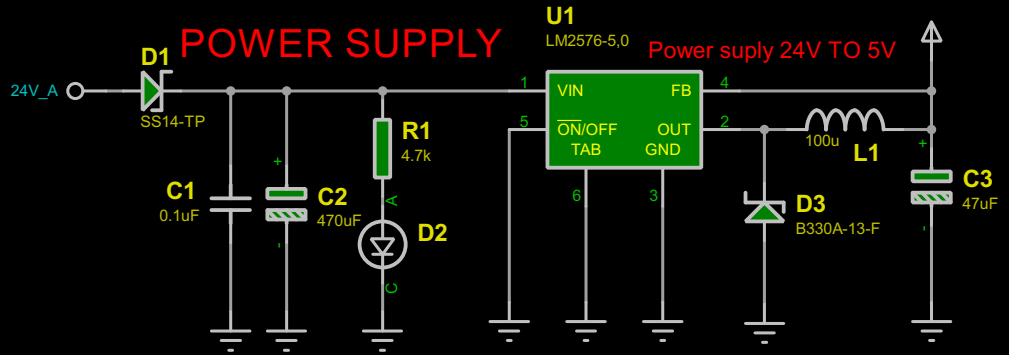 POWER SUPPLY
U1
LM2576-5,0
Power suply 24V TO 5V
D1
24V_A
SS14-TP
1
VIN
FB
4
5
ON/OFF
OUT
2
TAB
GND
6
3
R1
4.7k
100u
L1
C1
0.1uF
+
C2
470uF
-
A
D2
C
D3
B330A-13-F
+
C3
47uF
-